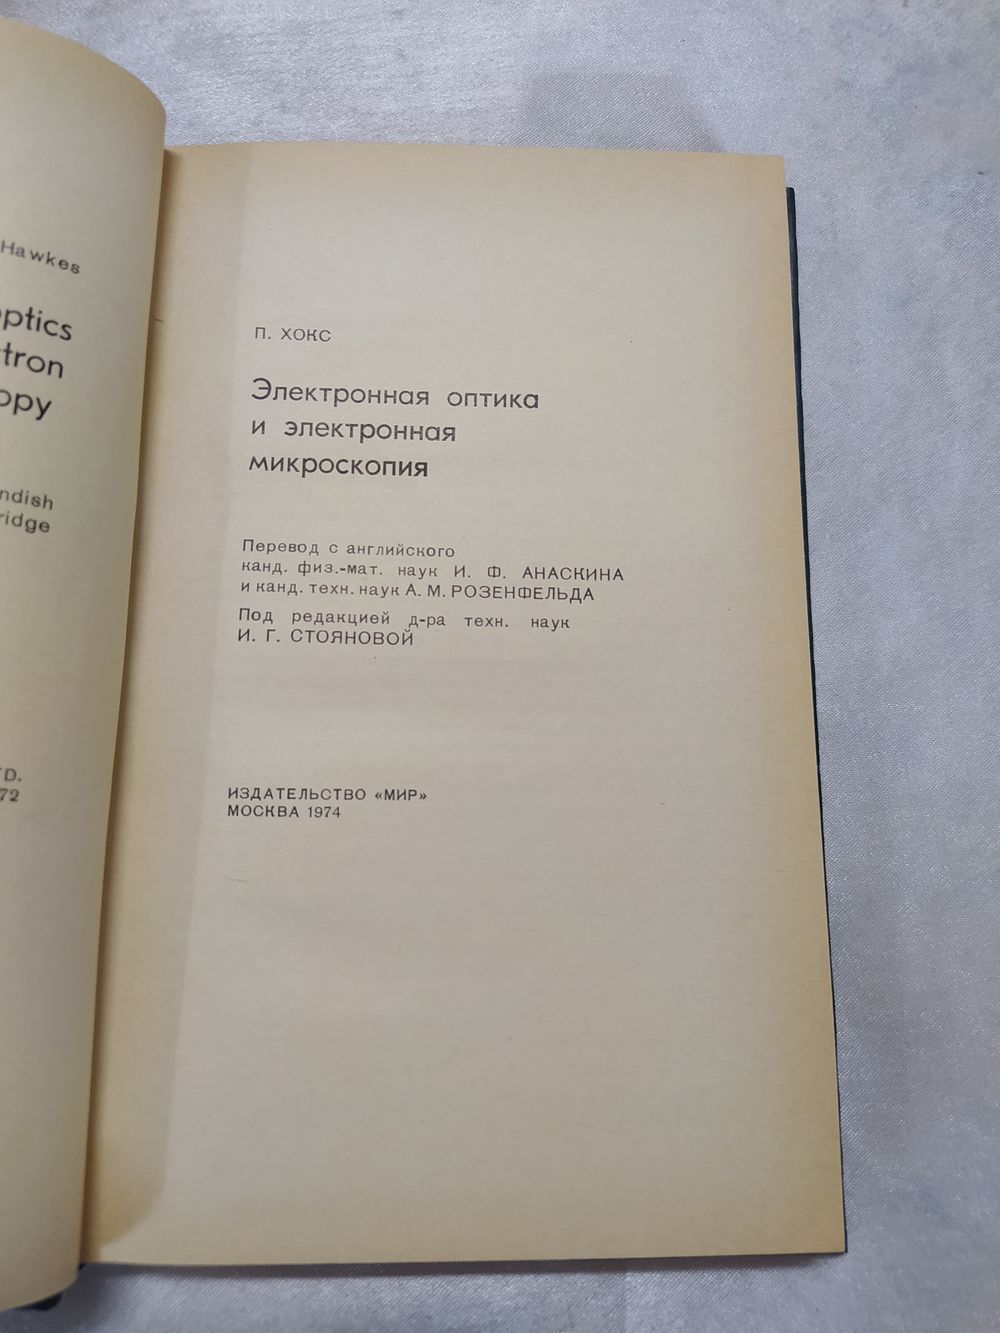 Hawkes
optics
tron
opy
ndish
ridge
TD.
72
П. ХОКС
Электронная оптика
и электронная
микроскопия
Перевод с английского
канд. физ.-мат. наук И. Ф. АНАСКИНА
и канд. техн. наук А. М. РОЗЕНФЕЛЬДА
Под редакцией д-ра техн. наук
И. Г. СТОЯНОВОЙ
ИЗДАТЕЛЬСТВО «МИР»
МОСКВА 1974